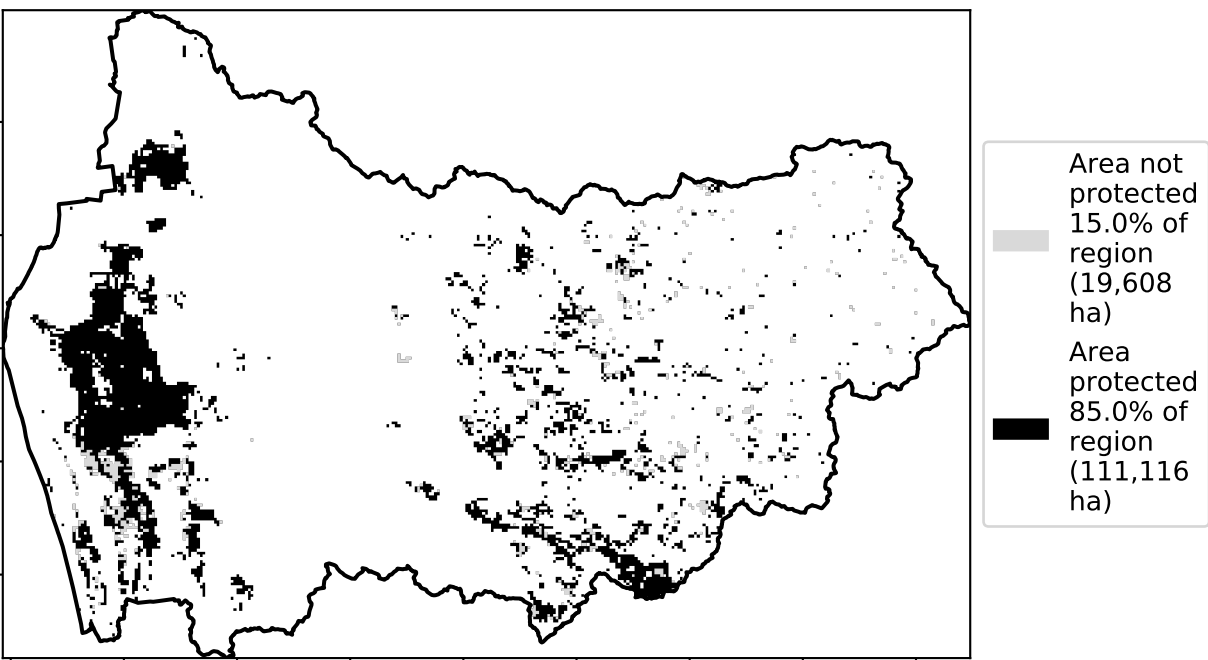 Area not
protected
15.0% of
region
(19,608
ha)
Area
protected
85.0% of
region
(111,116
ha)